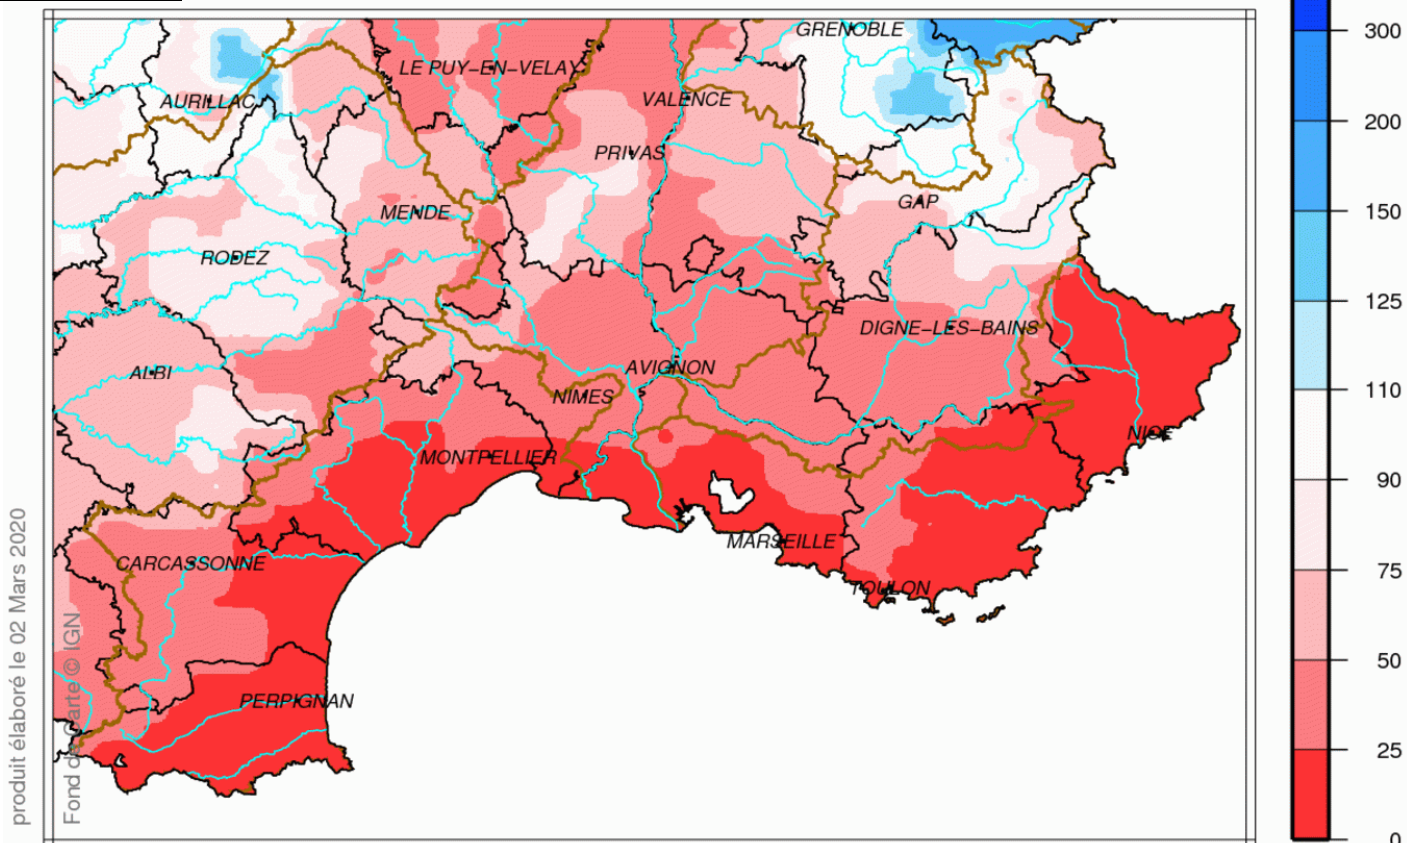 GRENOBLE
LE PUY-EN-VELAY
AURILLAC
VALENCE
PRIVAS
MENDE
GAP
RODEZ
DIGNE-LES-BAINS
ALBI
AVIGNON
NIMES
NICE
MONTPELLIER
MARSEILLE
CARCASSONNE
TOULON
PERPIGNAN
produit élaboré le 02 Mars 2020
Fond de Carte © IGN
300
200
150
125
110
90
75
50
25
0